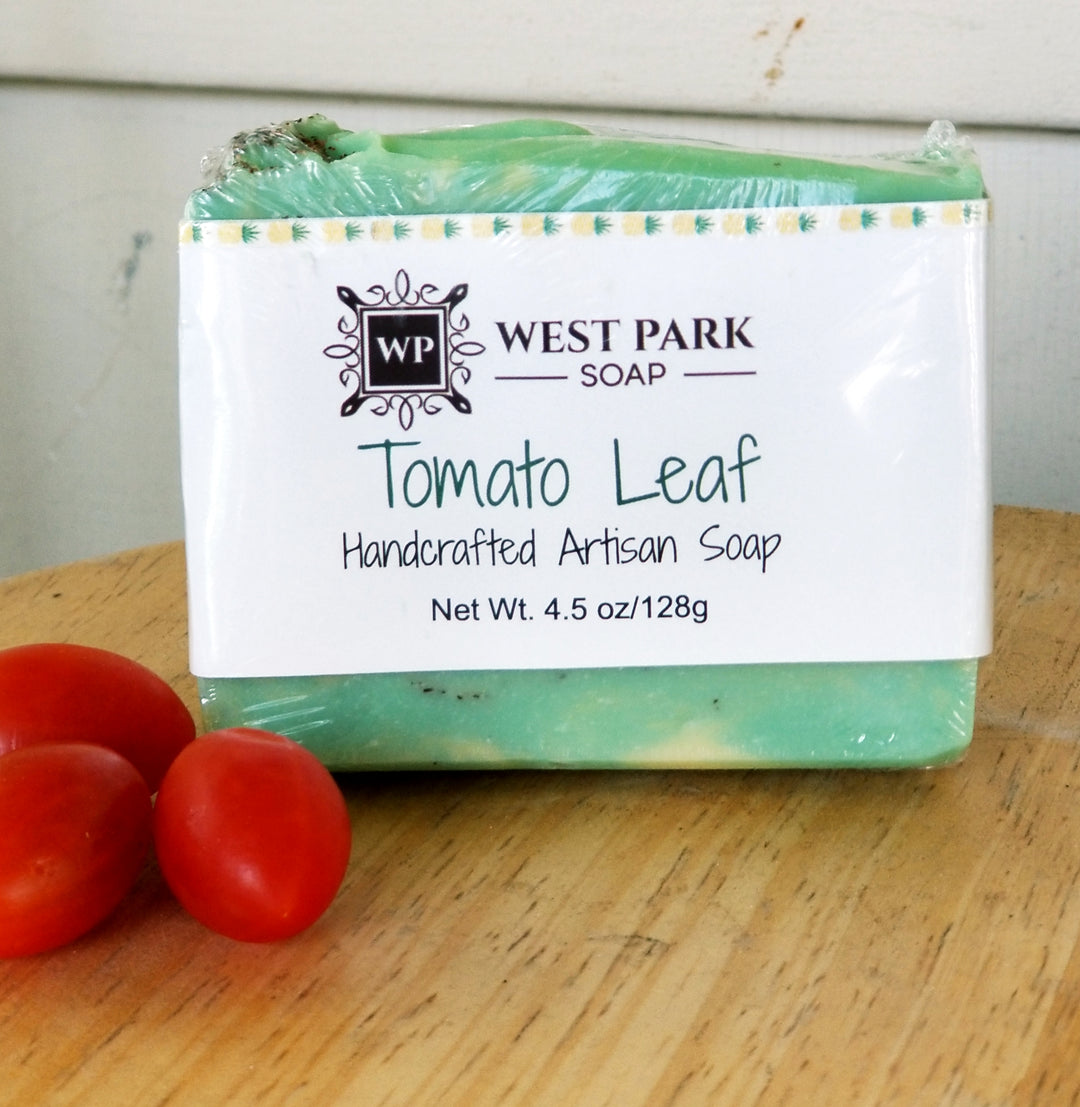 WP
WEST PARK
SOAP
Tomato Leaf
Handcrafted Artisan Soap
Net Wt. 4.5 oz/128g